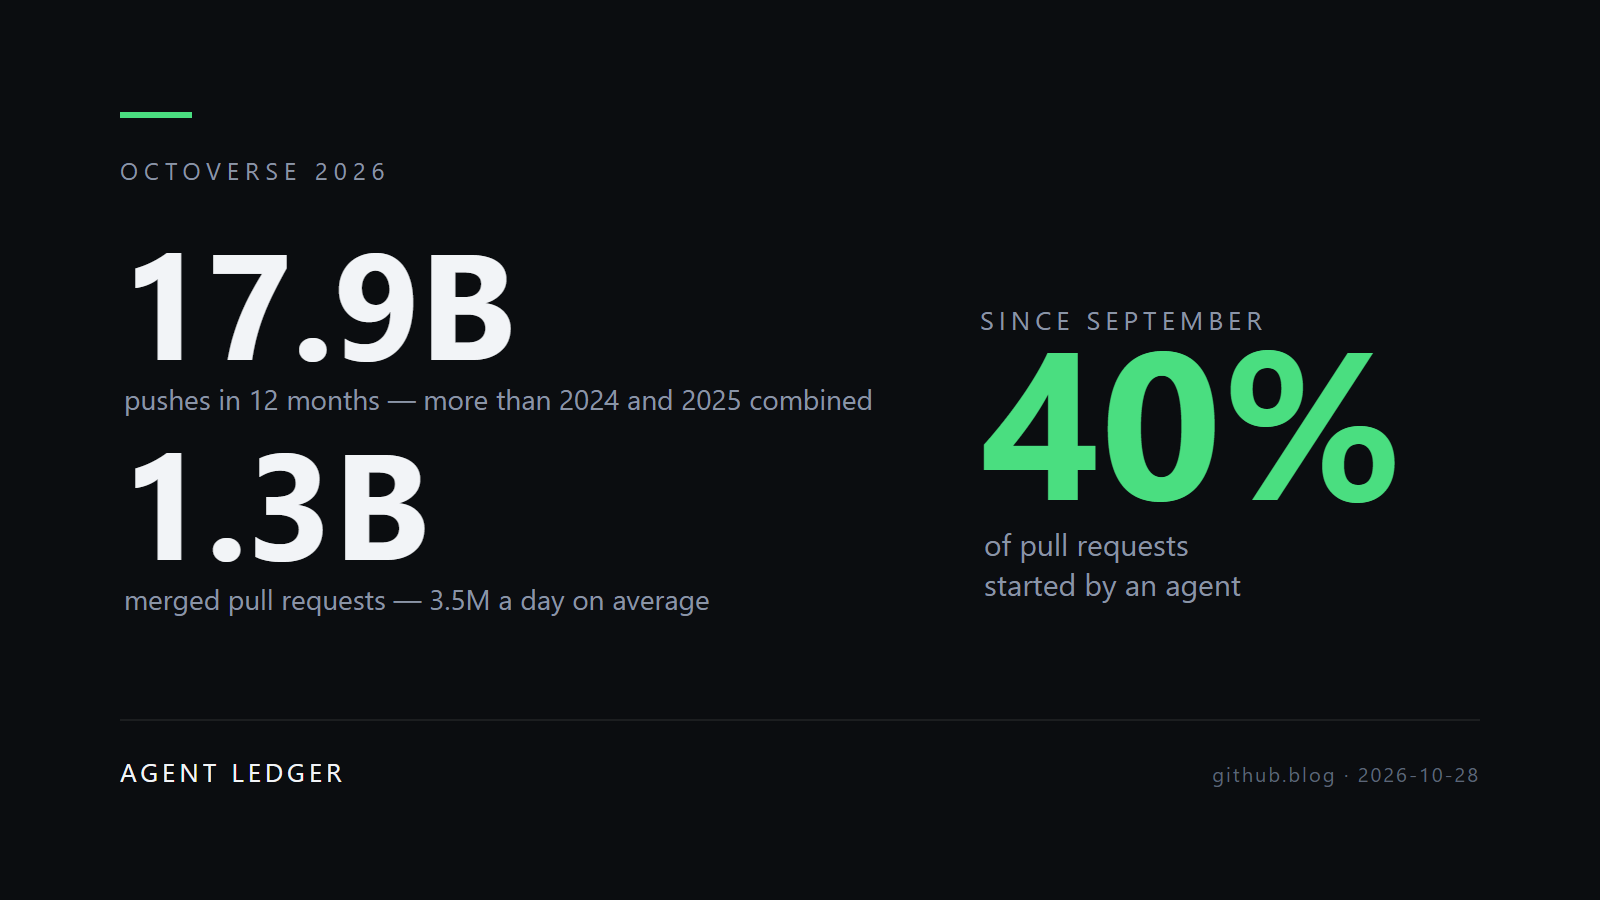 OCTOVERSE 2026
17.9B
pushes in 12 months — more than 2024 and 2025 combined
1.3B
merged pull requests — 3.5M a day on average
SINCE SEPTEMBER
40%
of pull requests
started by an agent
AGENT LEDGER
github.blog · 2026-10-28